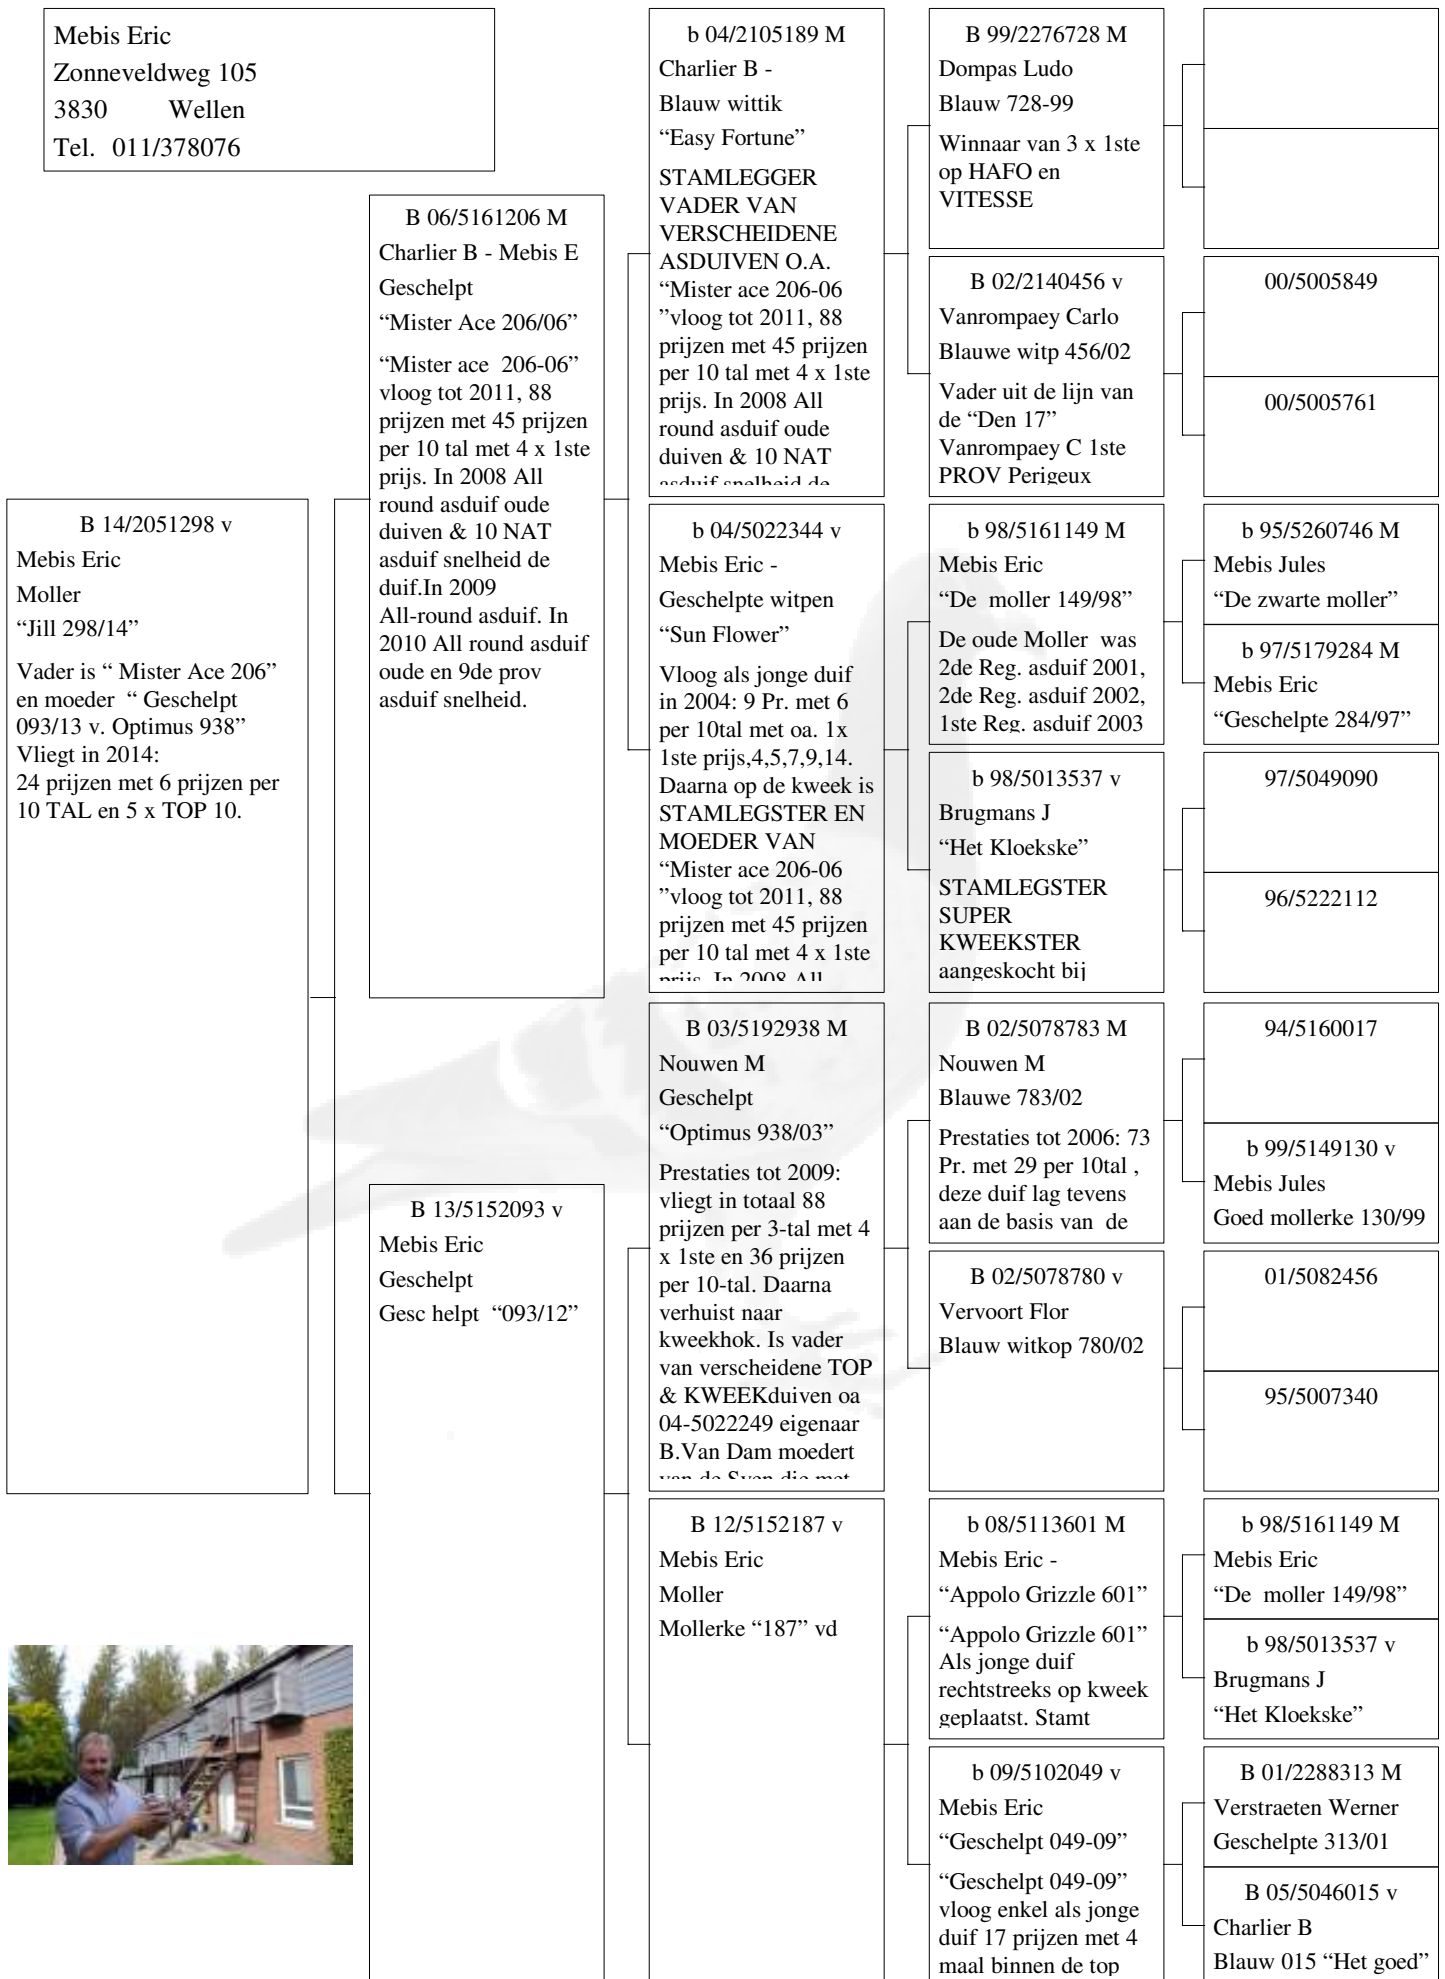 Mebis Eric
Zonneveldweg 105
3830 Wellen
Tel. 011/378076
B 14/2051298 v
Mebis Eric
Moller
“Jill 298/14”
Vader is “ Mister Ace 206”
en moeder “ Geschelpt
093/13 v. Optimus 938”
Vliegt in 2014:
24 prijzen met 6 prijzen per
10 TAL en 5 x TOP 10.
B 06/5161206 M
Charlier B - Mebis E
Geschelpt
“Mister Ace 206/06”
“Mister ace 206-06”
vloog tot 2011, 88
prijzen met 45 prijzen
per 10 tal met 4 x 1ste
prijs. In 2008 All
round asduif oude
duiven & 10 NAT
asduif snelheid de
duif.In 2009
All-round asduif. In
2010 All round asduif
oude en 9de prov
asduif snelheid.
B 13/5152093 v
Mebis Eric
Geschelpt
Gesc helpt “093/12”
b 04/2105189 M
Charlier B -
Blauw wittik
“Easy Fortune”
STAMLEGGER
VADER VAN
VERSCHEIDENE
ASDUIVEN O.A.
“Mister ace 206-06
”vloog tot 2011, 88
prijzen met 45 prijzen
per 10 tal met 4 x 1ste
prijs. In 2008 All
round asduif oude
duiven & 10 NAT
asduif snelheid de
b 04/5022344 v
Mebis Eric -
Geschelpte witpen
“Sun Flower”
Vloog als jonge duif
in 2004: 9 Pr. met 6
per 10tal met oa. 1x
1ste prijs,4,5,7,9,14.
Daarna op de kweek is
STAMLEGSTER EN
MOEDER VAN
“Mister ace 206-06
”vloog tot 2011, 88
prijzen met 45 prijzen
per 10 tal met 4 x 1ste
prijs. In 2008 All
B 03/5192938 M
Nouwen M
Geschelpt
“Optimus 938/03”
Prestaties tot 2009:
vliegt in totaal 88
prijzen per 3-tal met 4
x 1ste en 36 prijzen
per 10-tal. Daarna
verhuist naar
kweekhok. Is vader
van verscheidene TOP
& KWEEKduiven oa
04-5022249 eigenaar
B.Van Dam moedert
van de Sven die met
B 12/5152187 v
Mebis Eric
Moller
Mollerke “187” vd
B 99/2276728 M
Dompas Ludo
Blauw 728-99
Winnaar van 3 x 1ste
op HAFO en
VITESSE
B 02/2140456 v
Vanrompaey Carlo
Blauwe witp 456/02
Vader uit de lijn van
de “Den 17”
Vanrompaey C 1ste
PROV Perigeux
b 98/5161149 M
Mebis Eric
“De moller 149/98”
De oude Moller was
2de Reg. asduif 2001,
2de Reg. asduif 2002,
1ste Reg. asduif 2003
b 98/5013537 v
Brugmans J
“Het Kloekske”
STAMLEGSTER
SUPER
KWEEKSTER
aangeskocht bij
B 02/5078783 M
Nouwen M
Blauwe 783/02
Prestaties tot 2006: 73
Pr. met 29 per 10tal ,
deze duif lag tevens
aan de basis van de
B 02/5078780 v
Vervoort Flor
Blauw witkop 780/02
b 08/5113601 M
Mebis Eric -
“Appolo Grizzle 601”
“Appolo Grizzle 601”
Als jonge duif
rechtstreeks op kweek
geplaatst. Stamt
b 09/5102049 v
Mebis Eric
“Geschelpt 049-09”
“Geschelpt 049-09”
vloog enkel als jonge
duif 17 prijzen met 4
maal binnen de top
00/5005849
00/5005761
b 95/5260746 M
Mebis Jules
“De zwarte moller”
b 97/5179284 M
Mebis Eric
“Geschelpte 284/97”
97/5049090
96/5222112
94/5160017
b 99/5149130 v
Mebis Jules
Goed mollerke 130/99
01/5082456
95/5007340
b 98/5161149 M
Mebis Eric
“De moller 149/98”
b 98/5013537 v
Brugmans J
“Het Kloekske”
B 01/2288313 M
Verstraeten Werner
Geschelpte 313/01
B 05/5046015 v
Charlier B
Blauw 015 “Het goed”